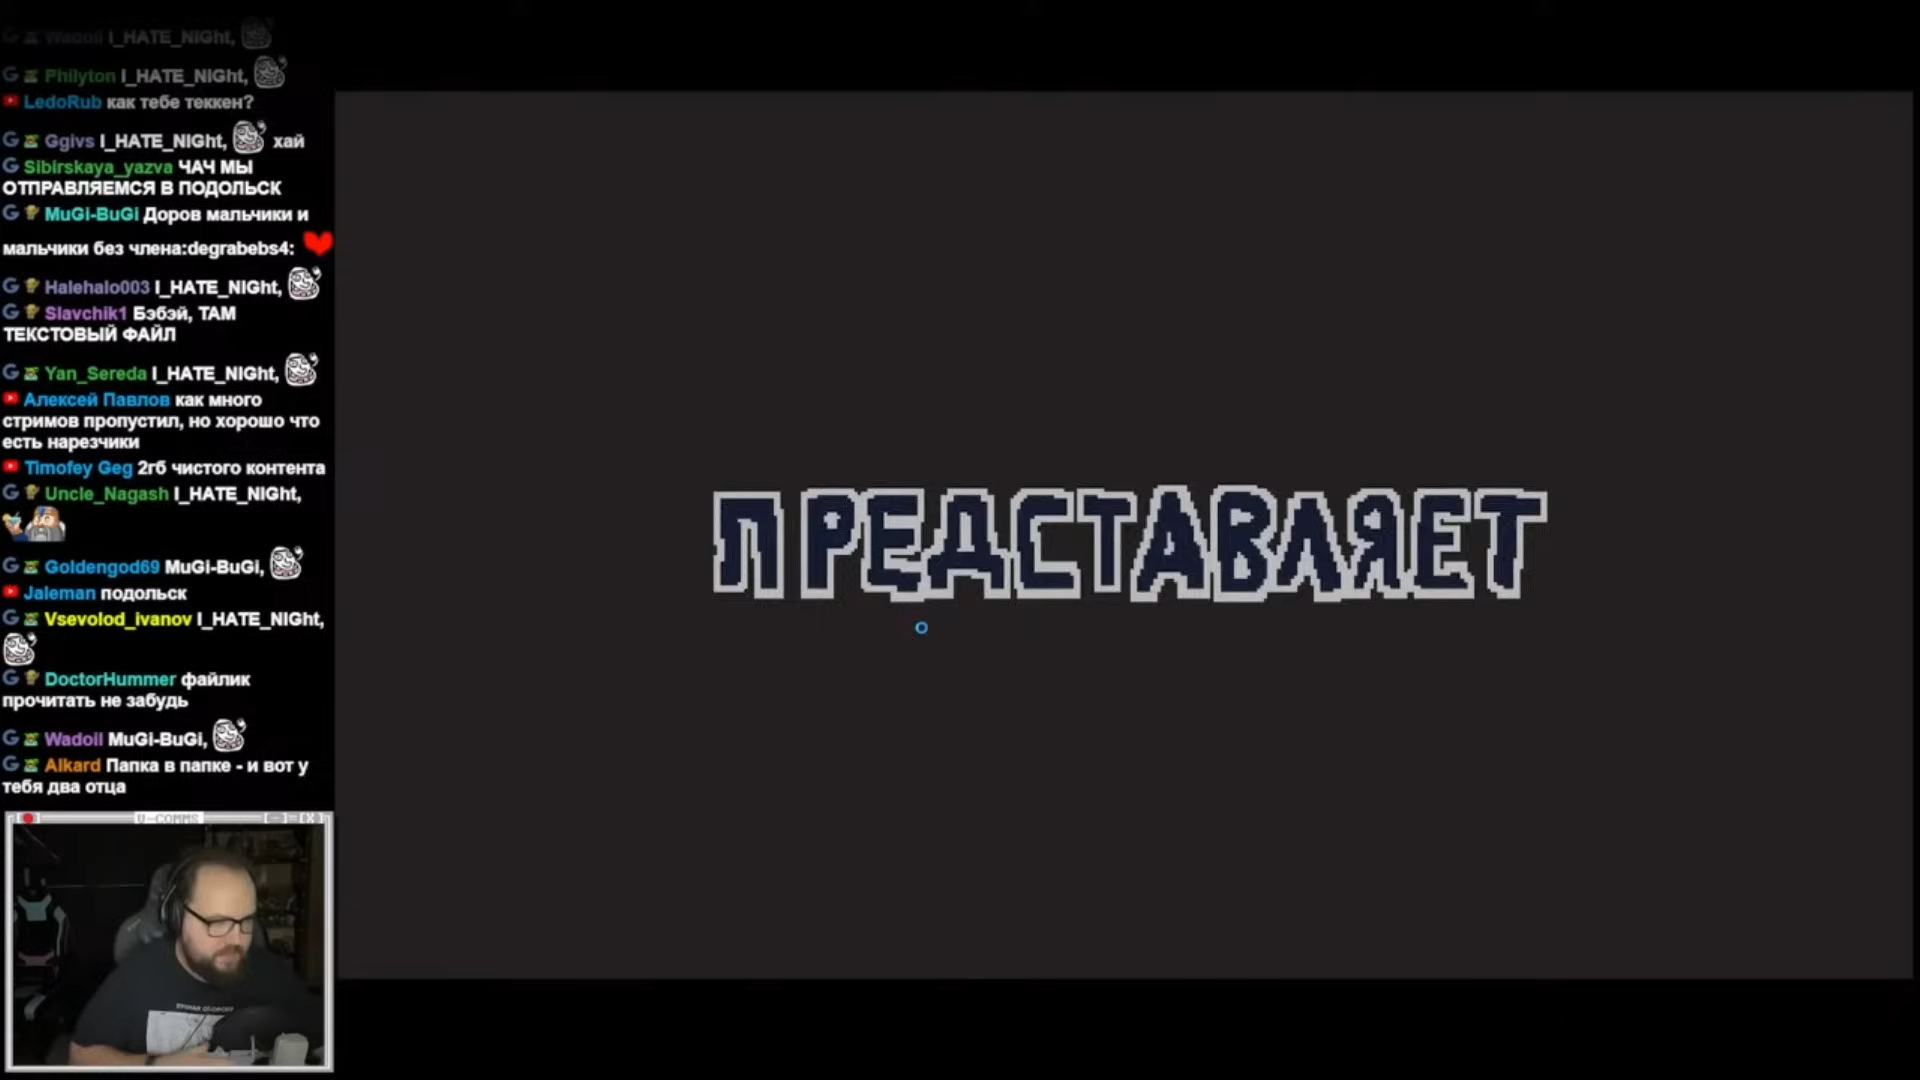 Wadoil I_HATE_NIGht,
Philyton I_HATE_NIGht,
LedoRub как тебе теккен?
Ggivs I_HATE_NIGht, хай
Sibirskaya_yazva ЧАЧ МЫ
ОТПРАВЛЯЕМСЯ В ПОДОЛЬСК
MuGi-BuGi Доров мальчики и
мальчики без члена:degrabebs4:
Halehalo003 I_HATE_NIGht,
Slavchik1 Бэбэй, ТАМ
ТЕКСТОВЫЙ ФАЙЛ
Yan_Sereda I_HATE_NIGht,
Алексей Павлов как много
стримов пропустил, но хорошо что
есть нарезчики
Timofey Geg 2гб чистого контента
Uncle_Nagash I_HATE_NIGht,
Goldengod69 MuGi-BuGi,
Jaleman подольск
Vsevolod_ivanov I_HATE_NIGht,
DoctorHummer файлик
прочитать не забудь
Wadoil MuGi-BuGi,
Alkard Папка в папке - и вот у
тебя два отца
U-COMMS [-]=[X]
ПРЕДСТАВЛЯЕТ